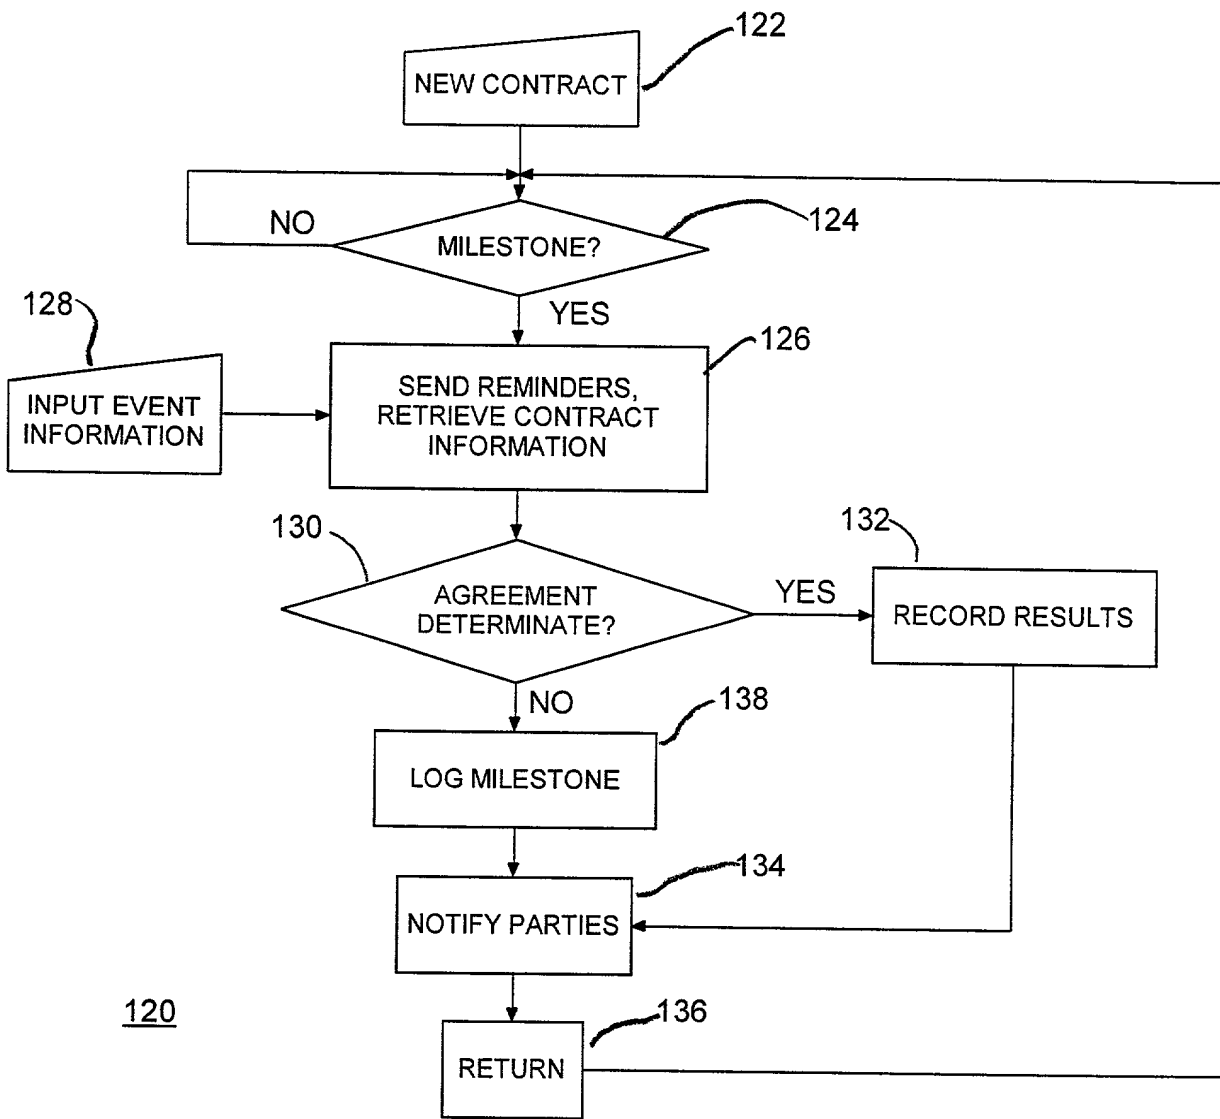 122
NEW CONTRACT
NO
MILESTONE?
124
YES
128
126
INPUT EVENT
INFORMATION
SEND REMINDERS,
RETRIEVE CONTRACT
INFORMATION
130
132
AGREEMENT
DETERMINATE?
YES
RECORD RESULTS
NO
138
LOG MILESTONE
134
NOTIFY PARTIES
120
136
RETURN